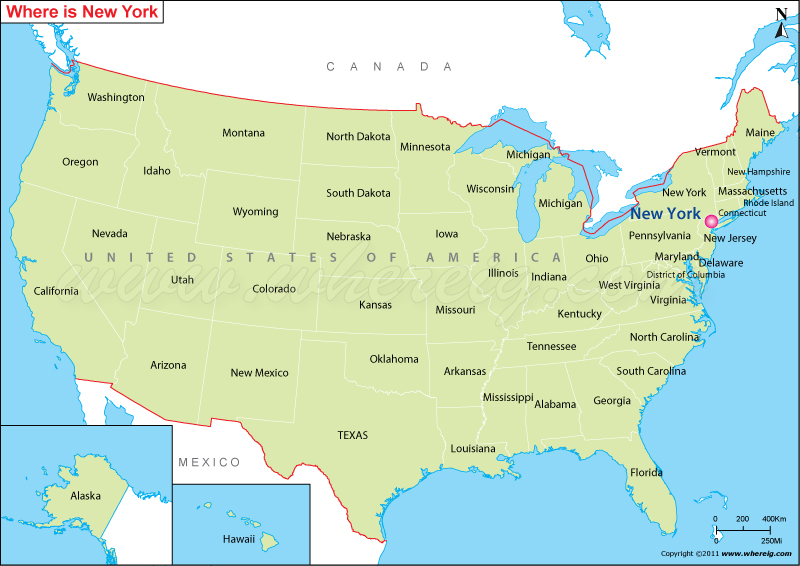 Where is New York
N
CANADA
Washington
Montana
North Dakota
Minnesota
Maine
Oregon
Idaho
Michigan
Vermont
New Hampshire
South Dakota
Wisconsin
New York
Massachusetts
Rhode Island
Wyoming
Michigan
New York
Connecticut
Nevada
Nebraska
Iowa
Pennsylvania
New Jersey
UNITED STATES OF AMERICA
Ohio
Maryland
Delaware
Utah
Colorado
Illinois
Indiana
District of Columbia
California
West Virginia
Kansas
Missouri
Kentucky
Virginia
www.whereig.com
Tennessee
North Carolina
Arizona
New Mexico
Oklahoma
Arkansas
South Carolina
Mississippi
Alabama
Georgia
TEXAS
Louisiana
MEXICO
Florida
Alaska
Hawaii
0 200 400Km
0 250Mi
Copyright ©2011 www.whereig.com